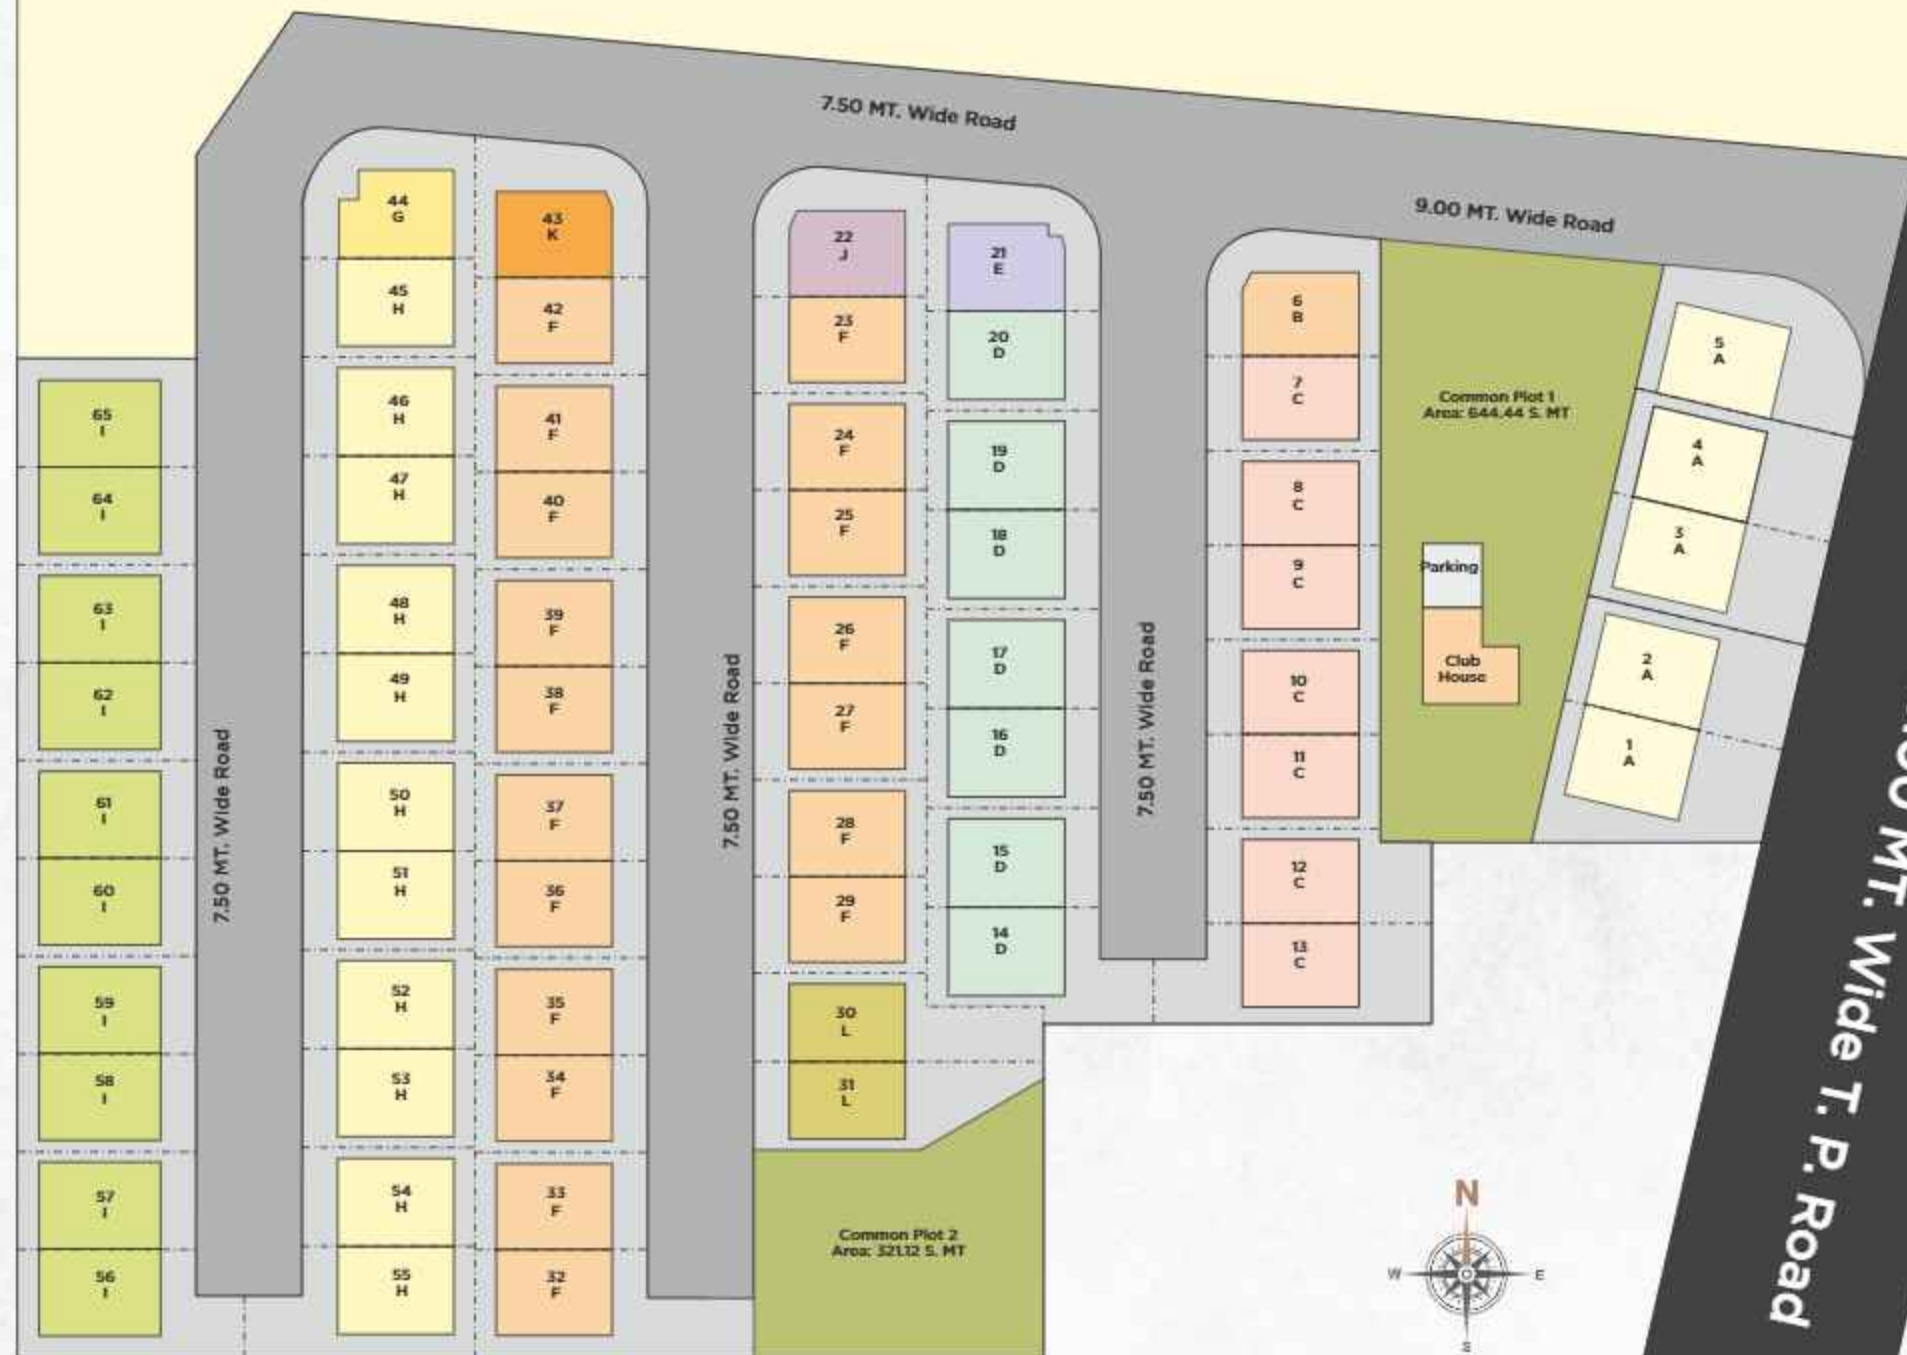 7.50 MT. Wide Road
9.00 MT. Wide Road
44
G
45
H
46
H
47
H
48
H
49
H
50
H
51
H
52
H
53
H
54
H
55
H
43
K
42
F
41
F
40
F
39
F
38
F
37
F
36
F
35
F
34
F
33
F
32
F
65
I
64
I
63
I
62
I
61
I
60
I
59
I
58
I
57
I
56
I
7.50 MT. Wide Road
7.50 MT. Wide Road
22
J
23
F
24
F
25
F
26
F
27
F
28
F
29
F
30
L
31
L
21
E
20
D
19
D
18
D
17
D
16
D
15
D
14
D
7.50 MT. Wide Road
6
B
7
C
8
C
9
C
10
C
11
C
12
C
13
C
Common Plot 1
Area: 644.44 S. MT
Parking
Club
House
5
A
4
A
3
A
2
A
1
A
Common Plot 2
Area: 321.12 S. MT
MT. Wide T. P. Road
N
W
E
S